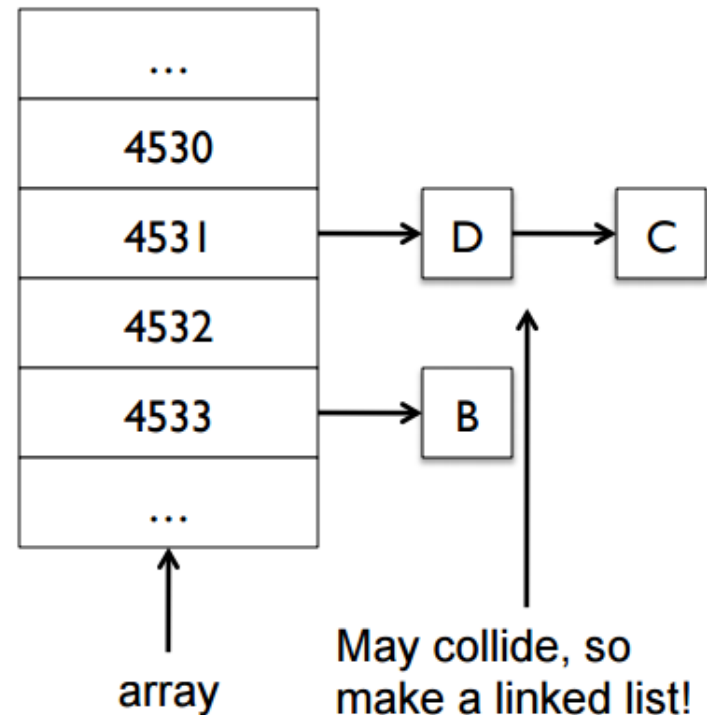 ...
4530
4531
D
C
4532
4533
B
...
array
May collide, so
make a linked list!